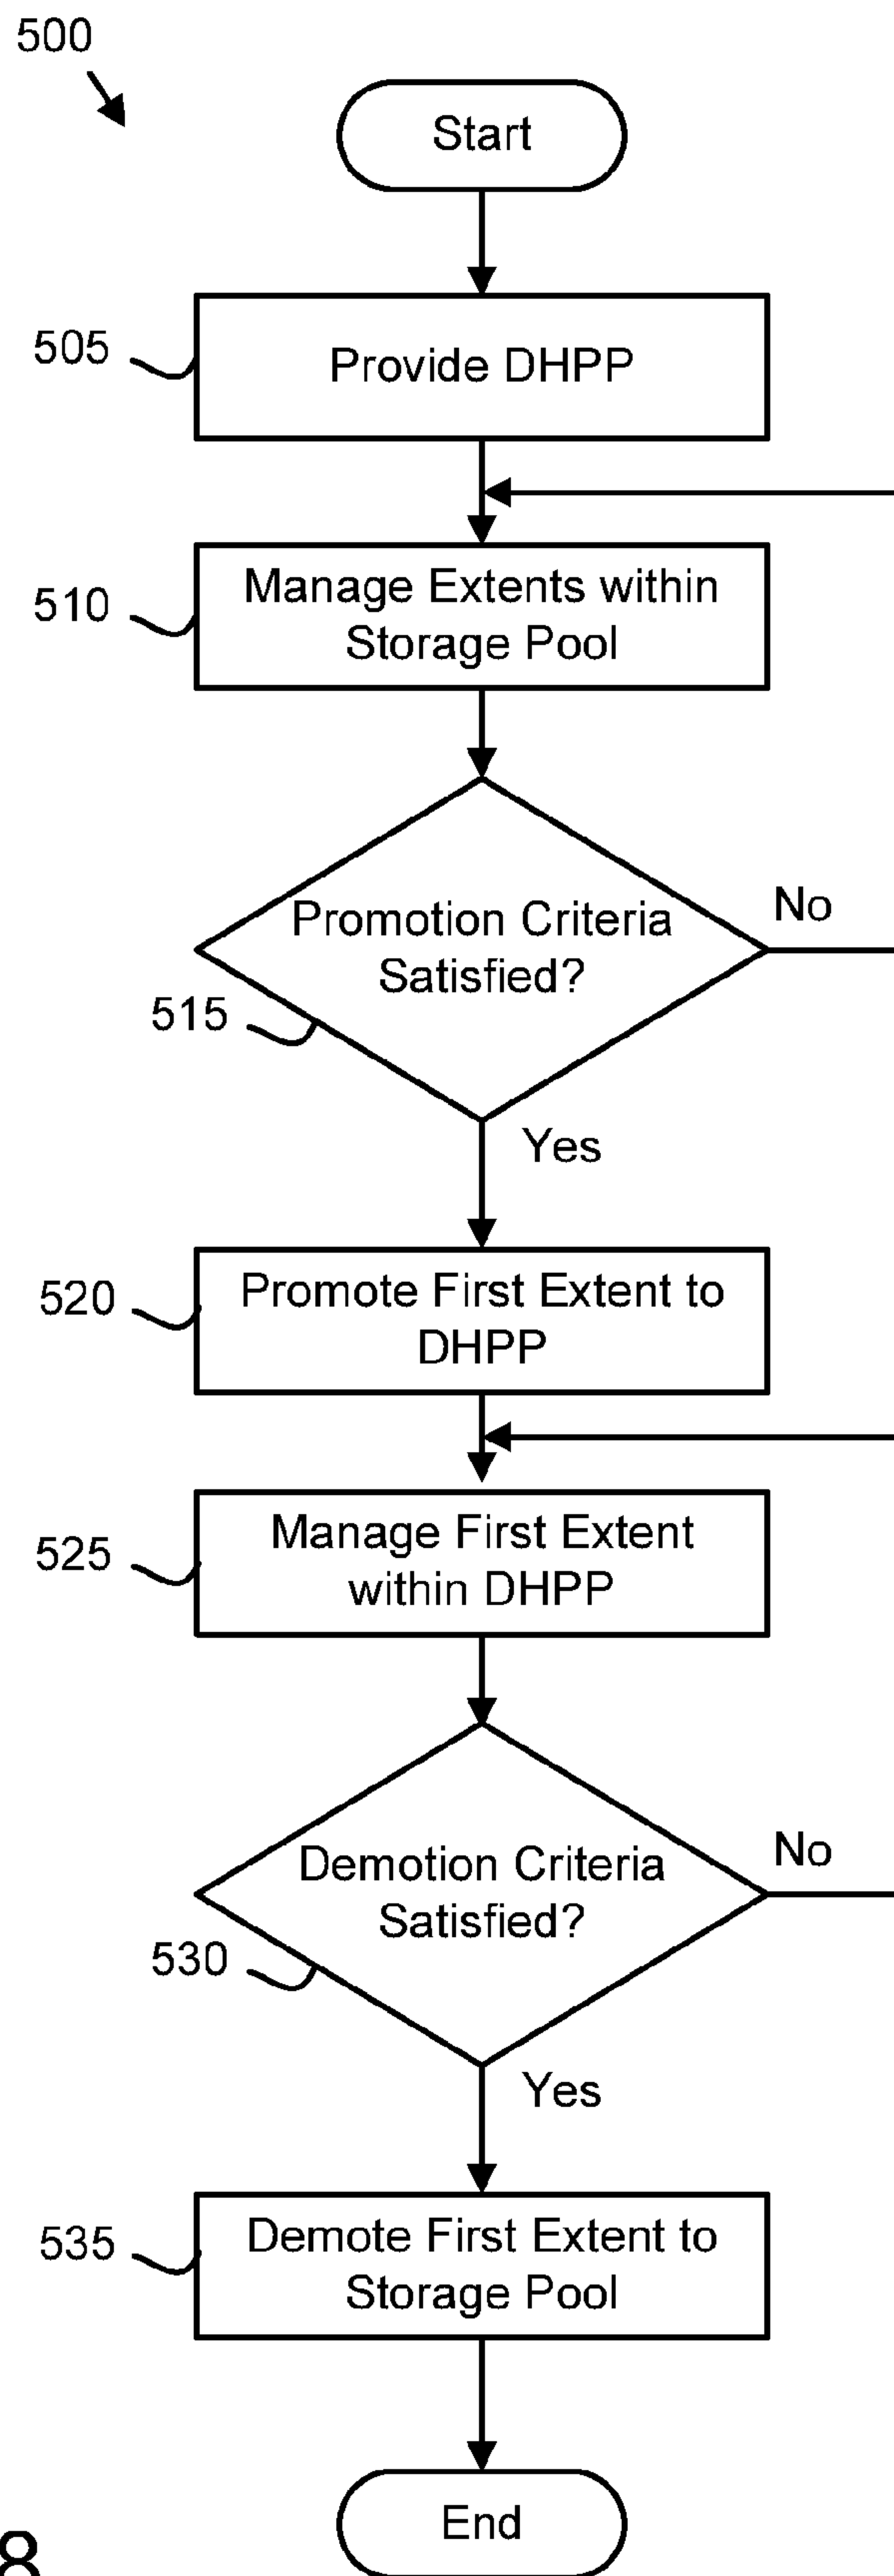 500
Start
505
Provide DHPP
510
Manage Extents within
Storage Pool
Promotion Criteria
Satisfied?
No
515
Yes
520
Promote First Extent to
DHPP
525
Manage First Extent
within DHPP
Demotion Criteria
Satisfied?
No
530
Yes
535
Demote First Extent to
Storage Pool
End
8